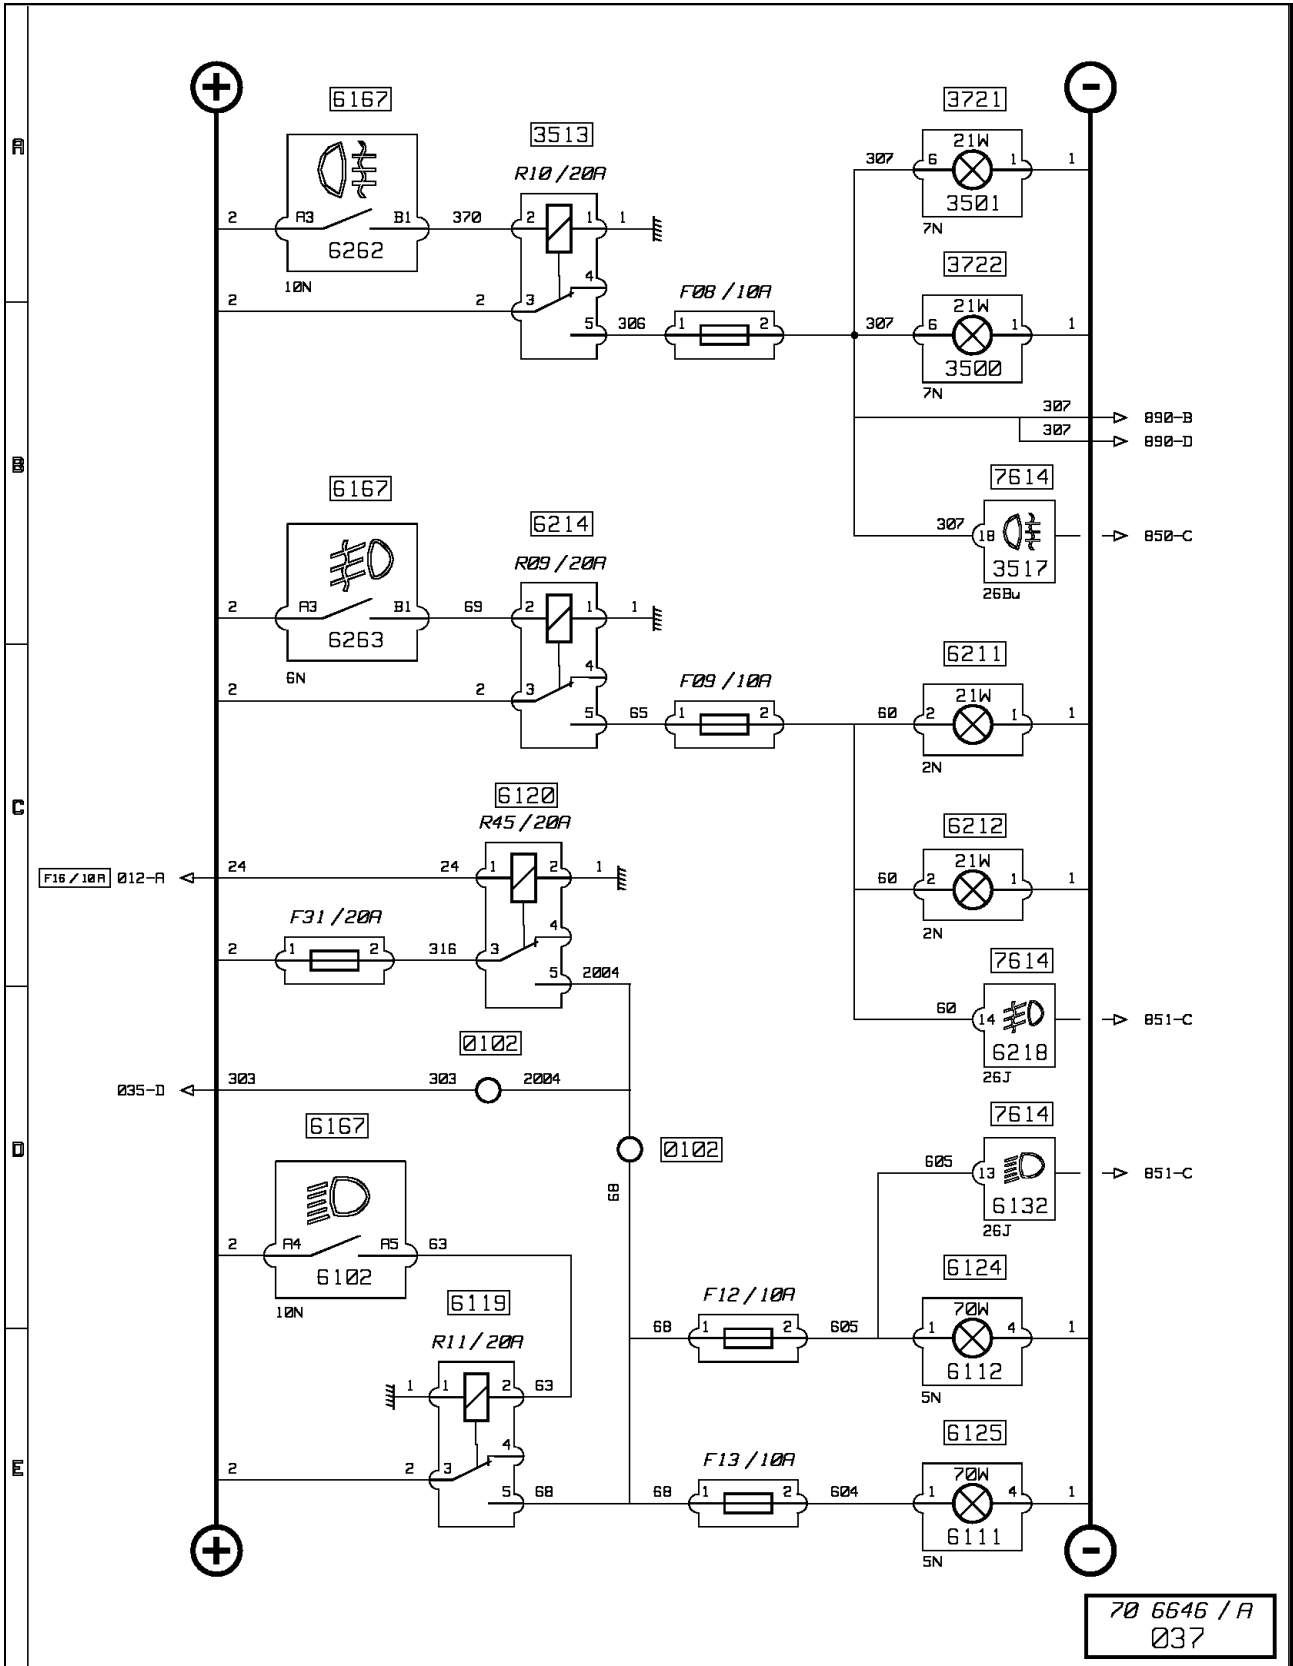 + -
6167 3721
A 3513 21W
R10/20A 307 6 1 1
3501
2 A3 B1 370 2 1 1 7N
6262 3722
10N 4 F08/10A 21W
2 2 3 5 306 1 2 307 6 1 1
3500
7N
307 890-B
307 890-D
B 6167 7614
6214 307 18 850-C
R09/20A 3517
26Bu
2 A3 B1 69 2 1 1
6263 6211
6N 4 F09/10A 21W
2 2 3 5 65 1 2 60 2 1 1
2N
C 6120
R45/20A 6212
21W
F16/10A 012-A 24 24 1 2 1 60 2 1 1
F31/20A 4 2N
2 1 2 316 3 7614
5 2004
60 14 851-C
0102 6218
26J
035-D 303 303 2004
6167 7614
D 0102
605 13 851-C
68 6132
26J
2 A4 A5 63
6102 6124
10N 6119 F12/10A 70W
R11/20A 68 1 2 605 1 4 1
6112
1 1 2 63 5N
6125
E 4 F13/10A 70W
2 2 3 5 68 68 1 2 604 1 4 1
6111
5N
+ -
70 6646 / A
037